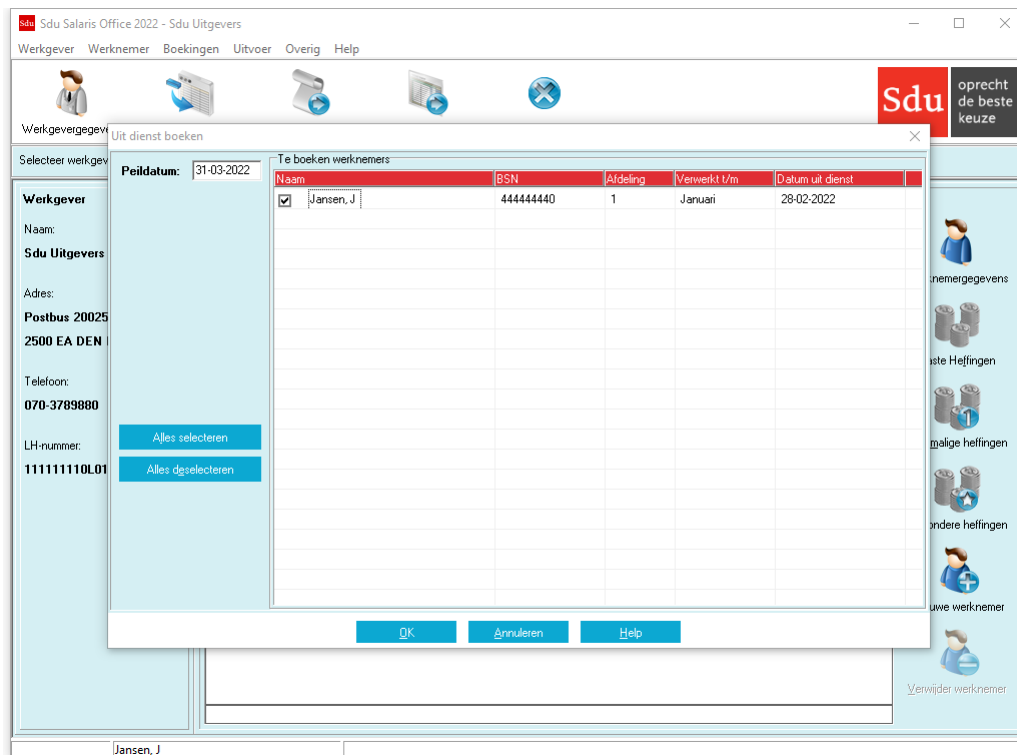 Sdu Sdu Salaris Office 2022 - Sdu Uitgevers
Werkgever Werknemer Boekingen Uitvoer Overig Help
Sdu oprecht
de beste
keuze
Werkgevergegeve
Uit dienst boeken
Selecteer werkgev
Peildatum: 31-03-2022
Te boeken werknemers
Naam BSN Afdeling Verwerkt t/m Datum uit dienst
Jansen, J 444444440 1 Januari 28-02-2022
Alles selecteren
Alles deselecteren
OK Annuleren Help
Werkgever
Naam:
Sdu Uitgevers
Adres:
Postbus 20025
2500 EA DEN
Telefoon:
070-3789880
LH-nummer:
111111110L01
knemergegevens
aste Heffingen
1
malige heffingen
ondere heffingen
uwe werknemer
Verwijder werknemer
Jansen, J